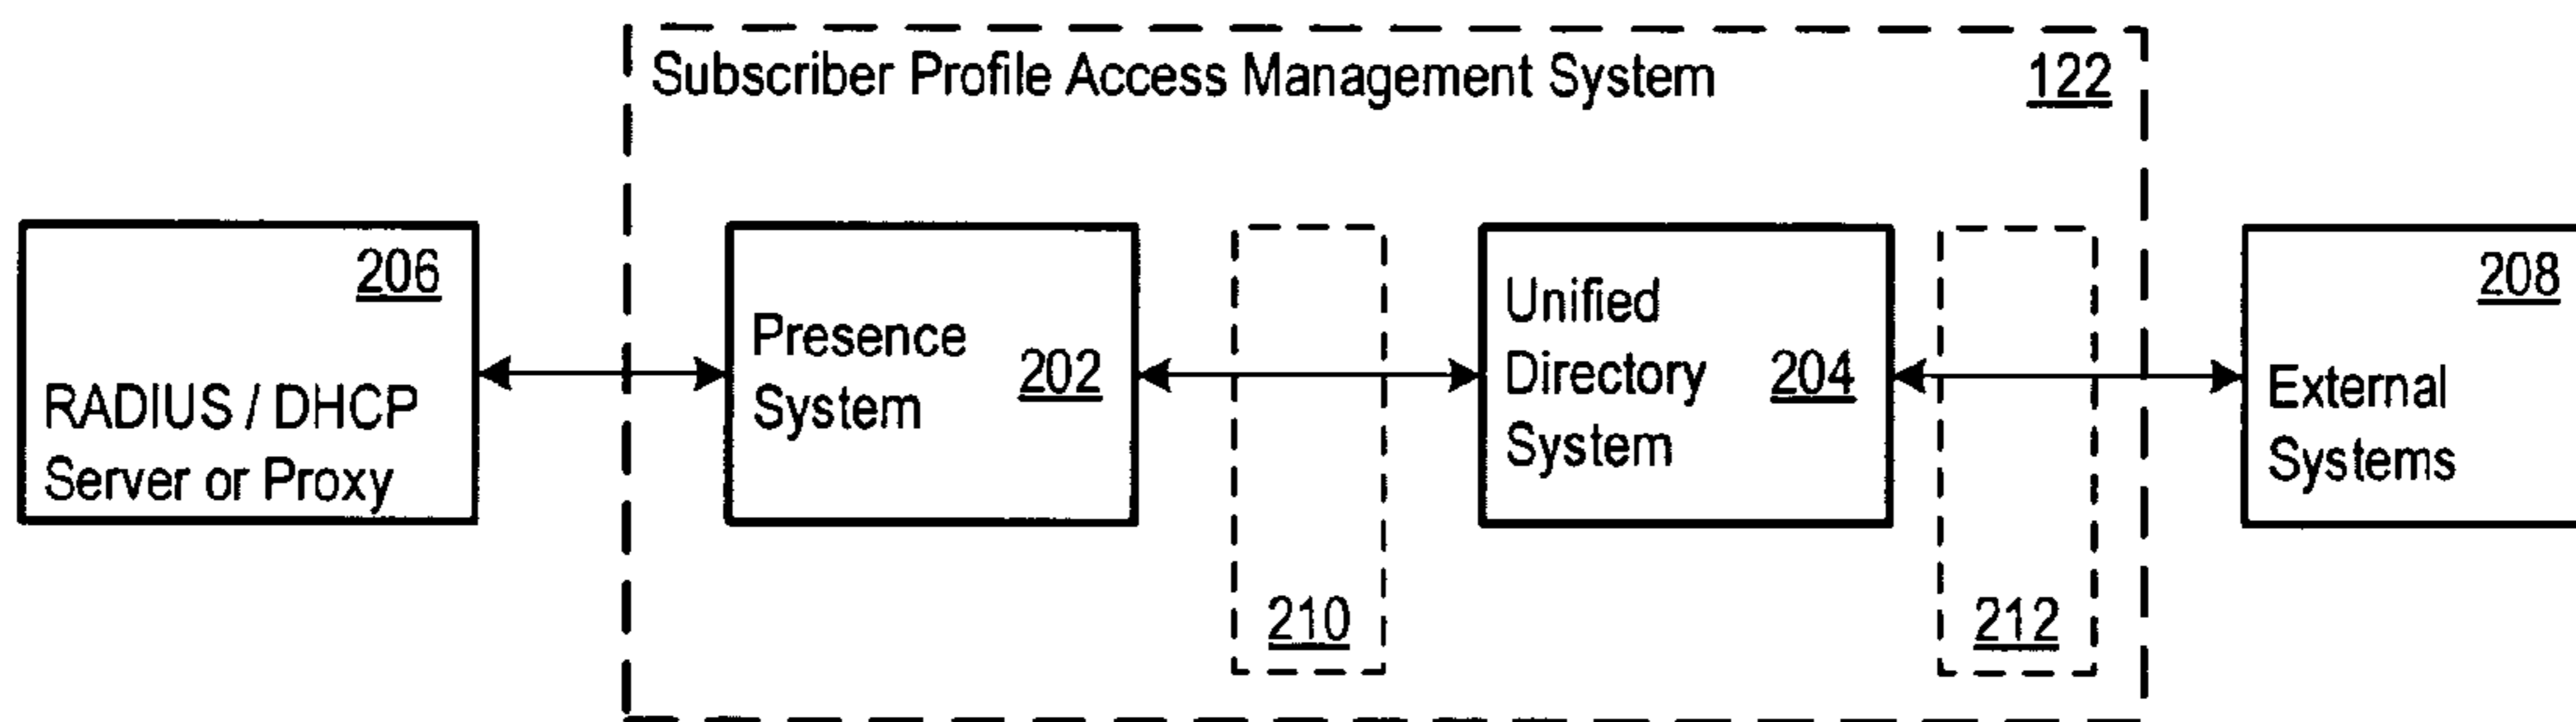 Subscriber Profile Access Management System 122
206
RADIUS / DHCP
Server or Proxy
Presence
System
202
210
Unified
Directory
System
204
212
208
External
Systems